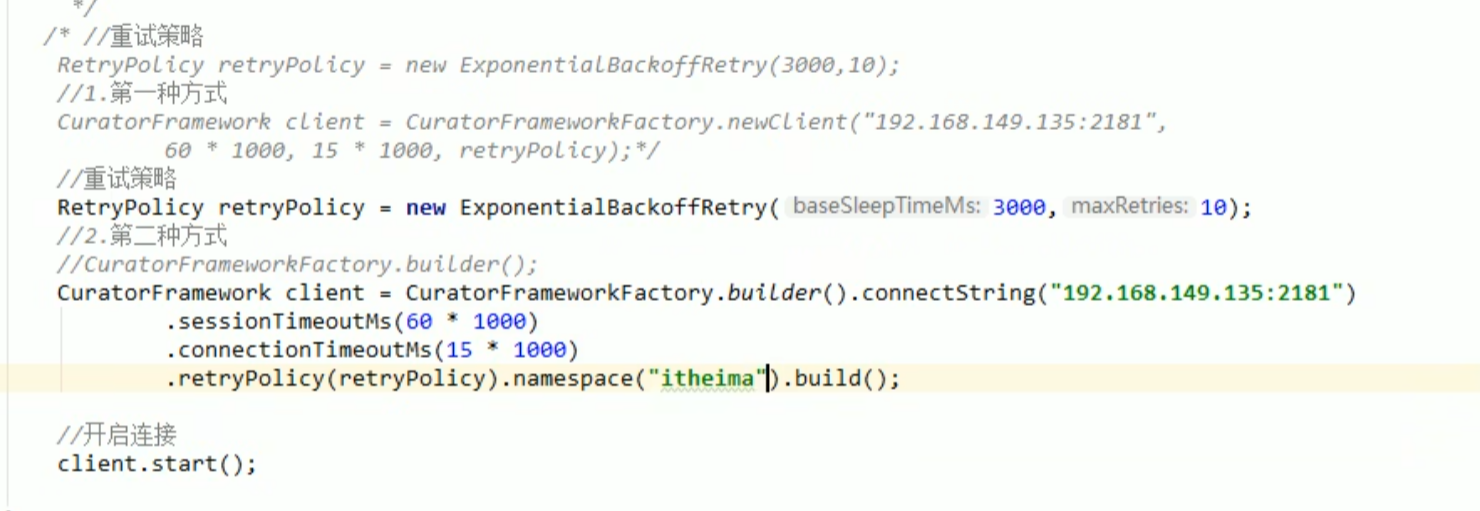 */
/* //重试策略
RetryPolicy retryPolicy = new ExponentialBackoffRetry(3000,10);
//1.第一种方式
CuratorFramework client = CuratorFrameworkFactory.newClient("192.168.149.135:2181",
60 * 1000, 15 * 1000, retryPolicy);*/
//重试策略
RetryPolicy retryPolicy = new ExponentialBackoffRetry( baseSleepTimeMs: 3000, maxRetries: 10);
//2.第二种方式
//CuratorFrameworkFactory.builder();
CuratorFramework client = CuratorFrameworkFactory.builder().connectString("192.168.149.135:2181")
.sessionTimeoutMs(60 * 1000)
.connectionTimeoutMs(15 * 1000)
.retryPolicy(retryPolicy).namespace("itheima").build();
//开启连接
client.start();